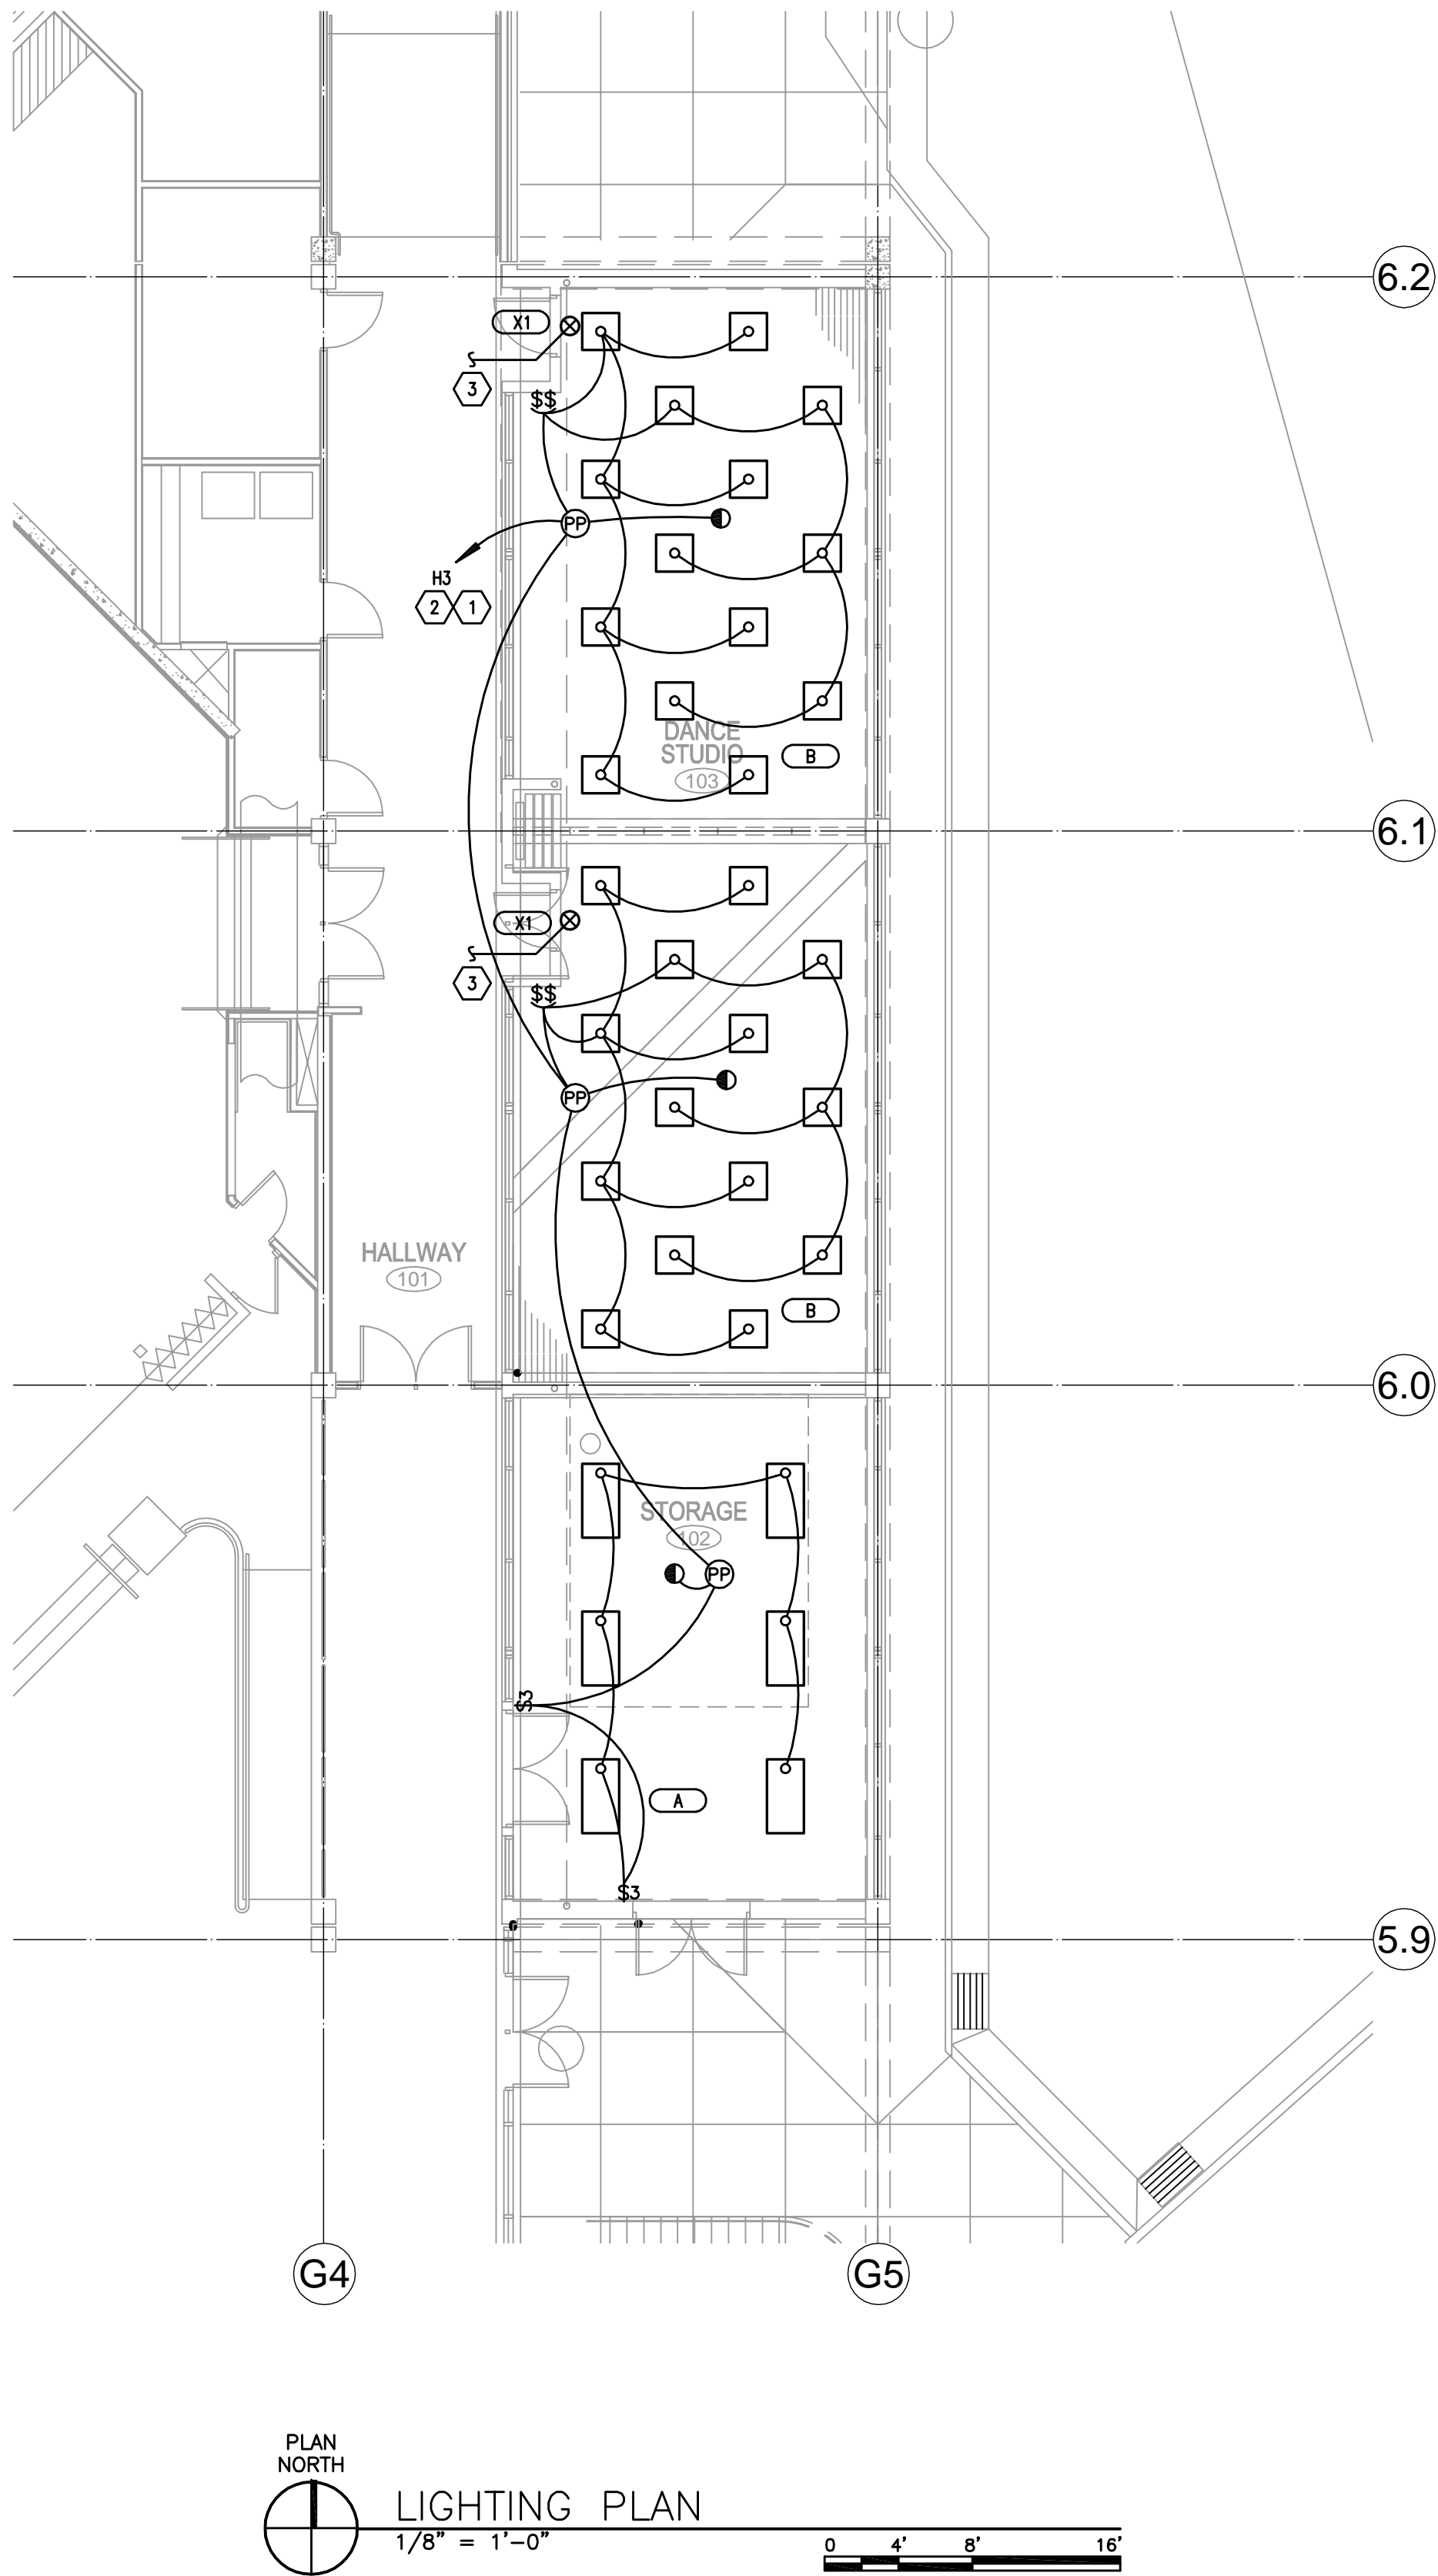 6.2
X1
3
$$
PP
H3
2 1
DANCE
STUDIO
103
B
6.1
X1
3
$$
PP
HALLWAY
101
B
6.0
STORAGE
102
PP
$3
A
$3
5.9
G4
G5
PLAN
NORTH
LIGHTING PLAN
1/8" = 1'-0"
0 4' 8' 16'